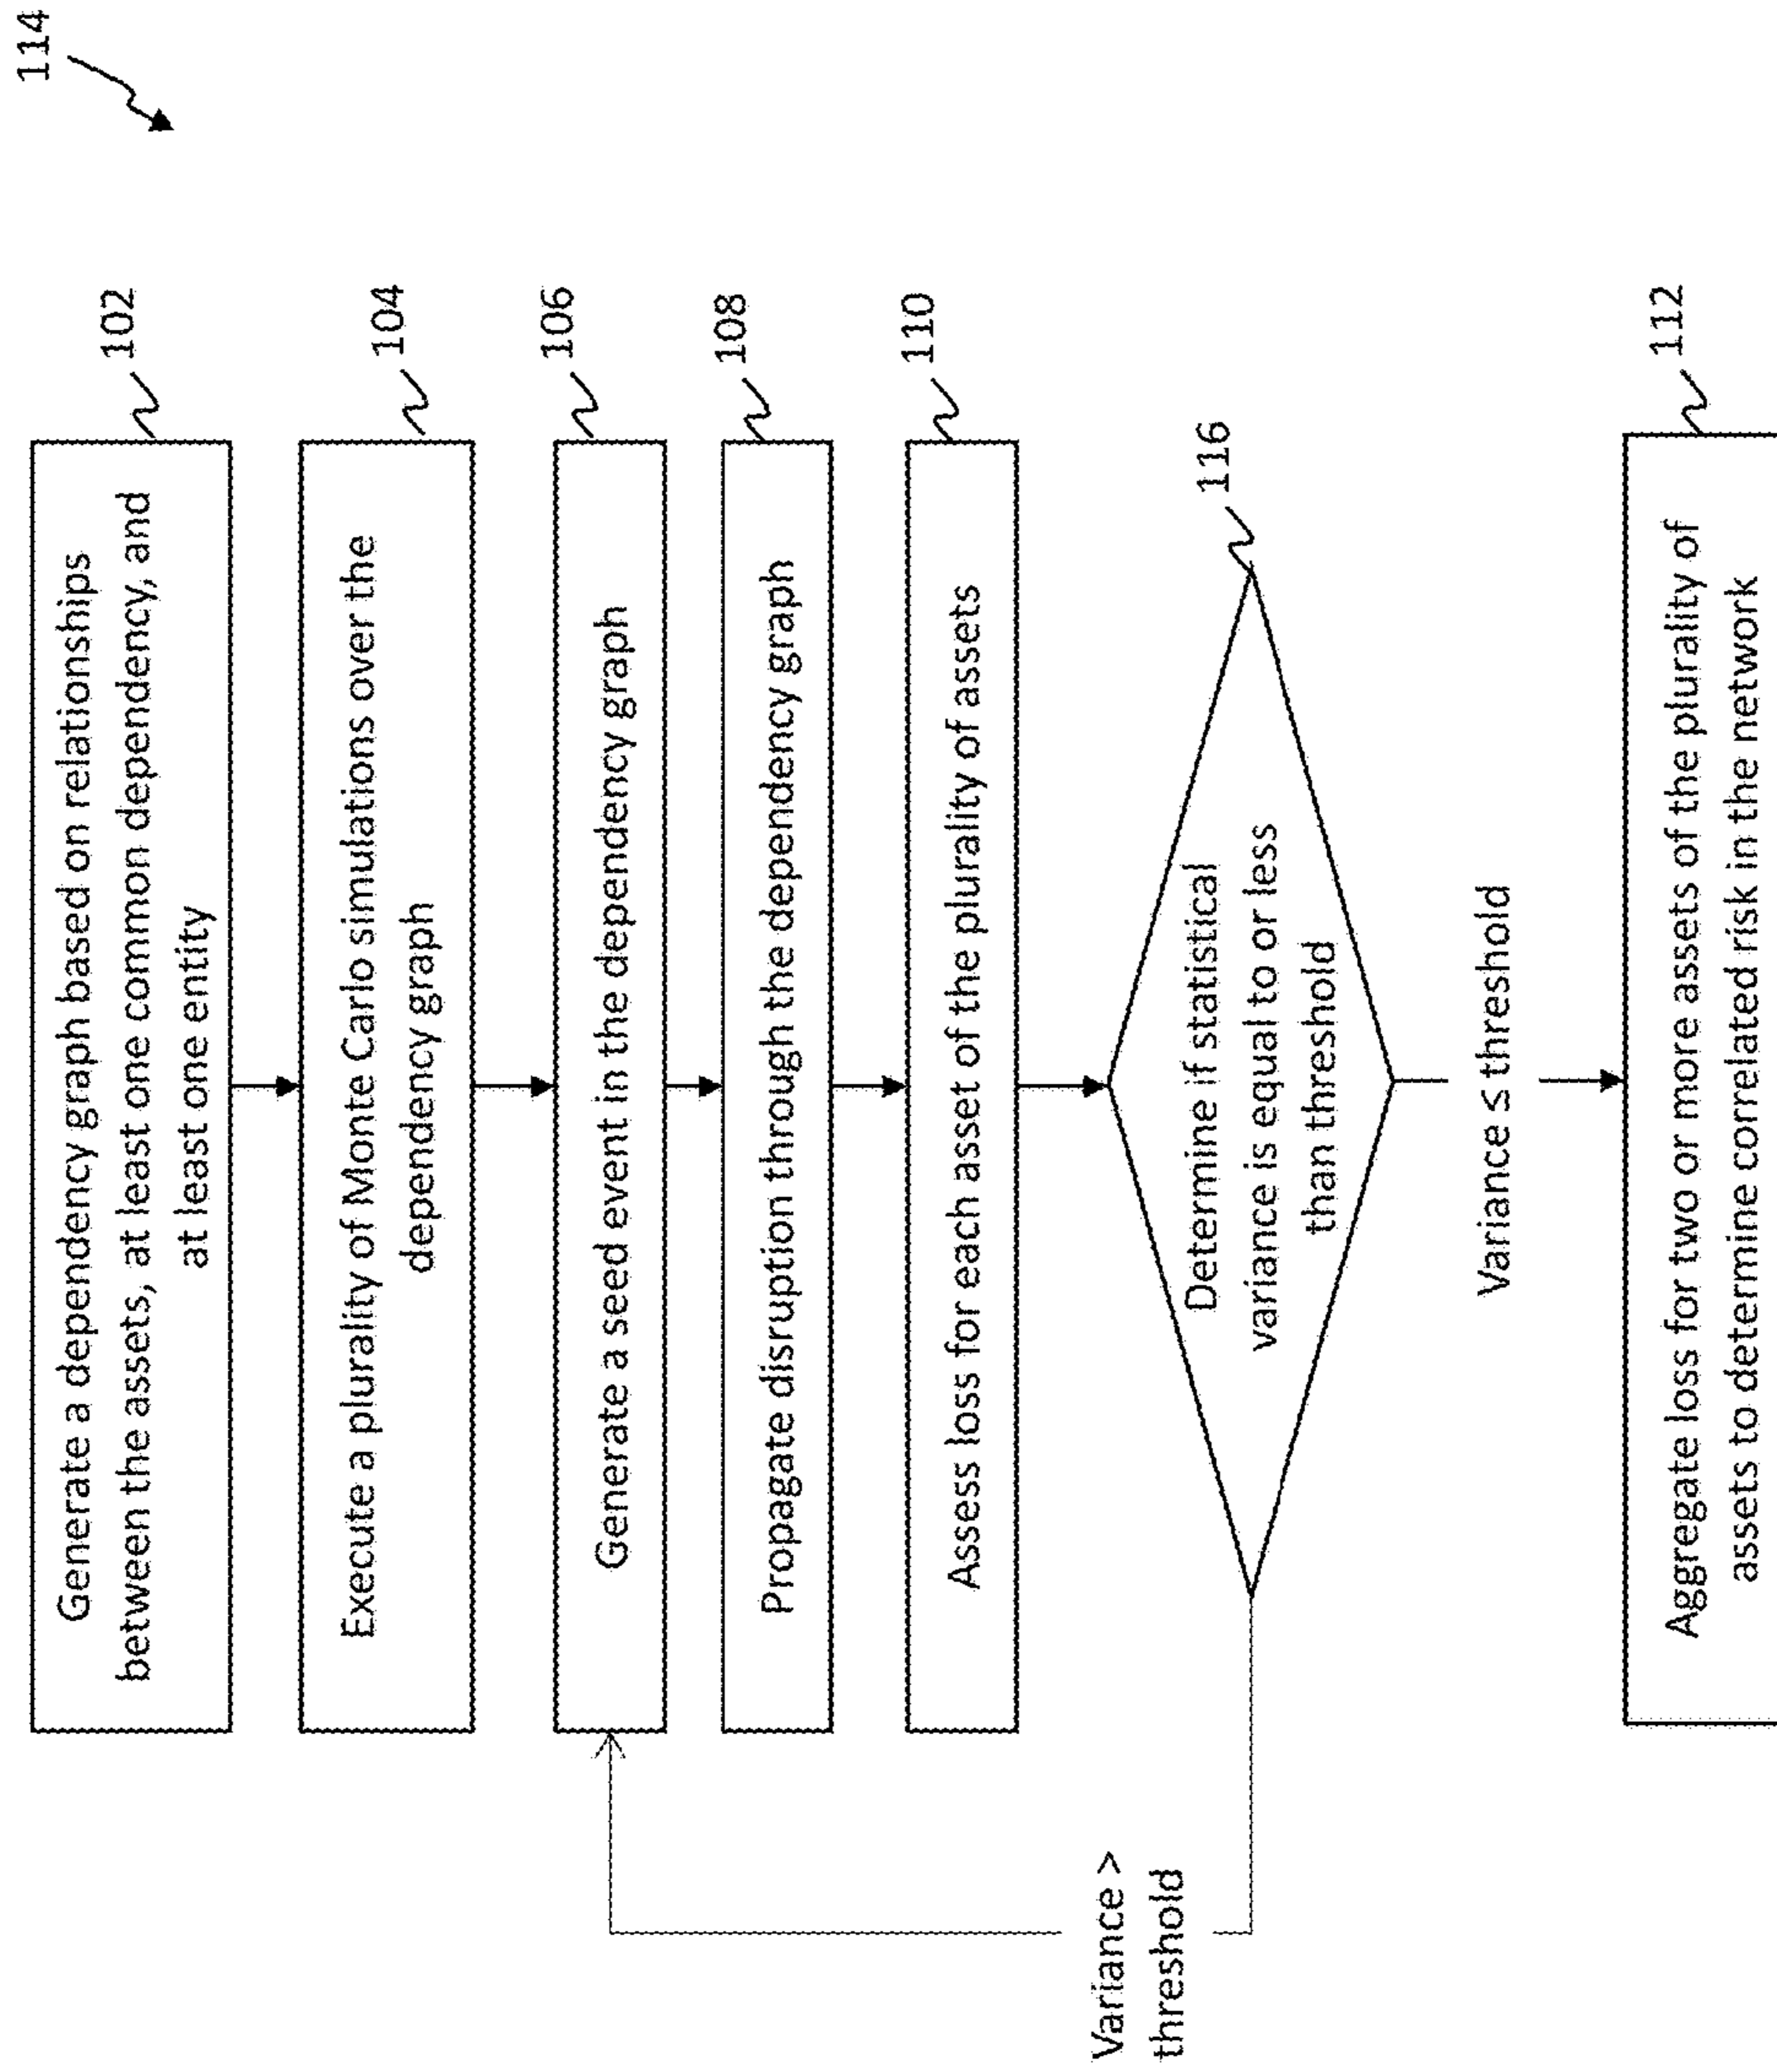 114
Generate a dependency graph based on relationships
between the assets, at least one common dependency, and
at least one entity
102
Execute a plurality of Monte Carlo simulations over the
dependency graph
104
Generate a seed event in the dependency graph
106
Propagate disruption through the dependency graph
108
Assess loss for each asset of the plurality of assets
110
Determine if statistical
variance is equal to or less
than threshold
116
Variance >
threshold
Variance ≤ threshold
Aggregate loss for two or more assets of the plurality of
assets to determine correlated risk in the network
112